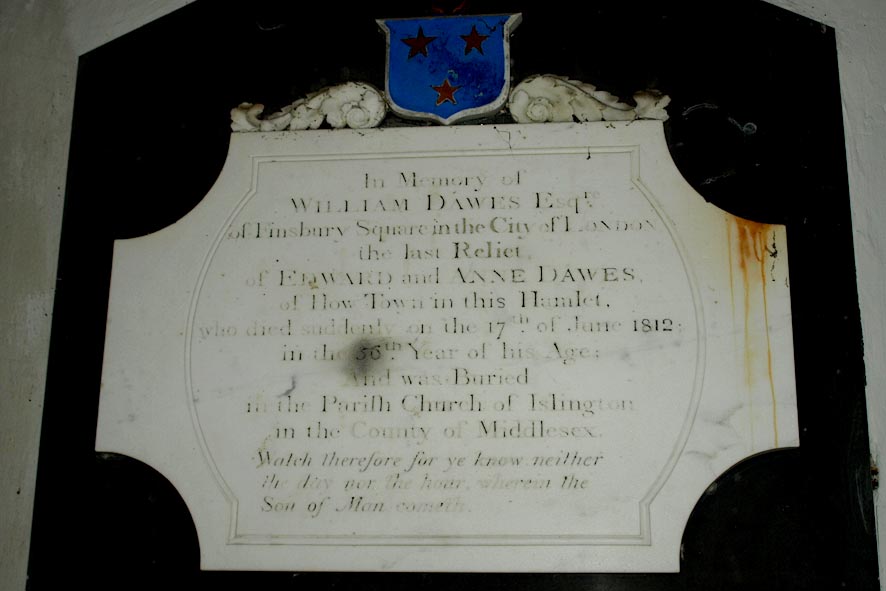 In Memory of
WILLIAM DAWES Esqre.
of Finsbury Square in the City of LONDON
the last Relict,
of EDWARD and ANNE DAWES,
of How Town in this Hamlet,
who died suddenly on the 17th. of June 1812;
in the 56th. Year of his Age;
And was Buried
in the Pariſh Church of Islington
in the County of Middlesex.
Watch therefore for ye know neither
the day nor the hour, wherein the
Son of Man cometh.